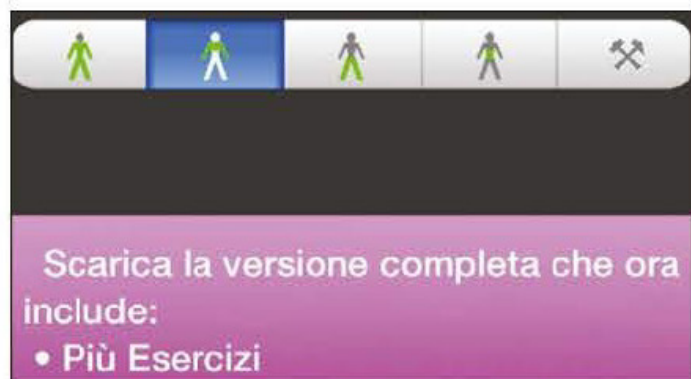 Scarica la versione completa che ora
include:
• Più Esercizi